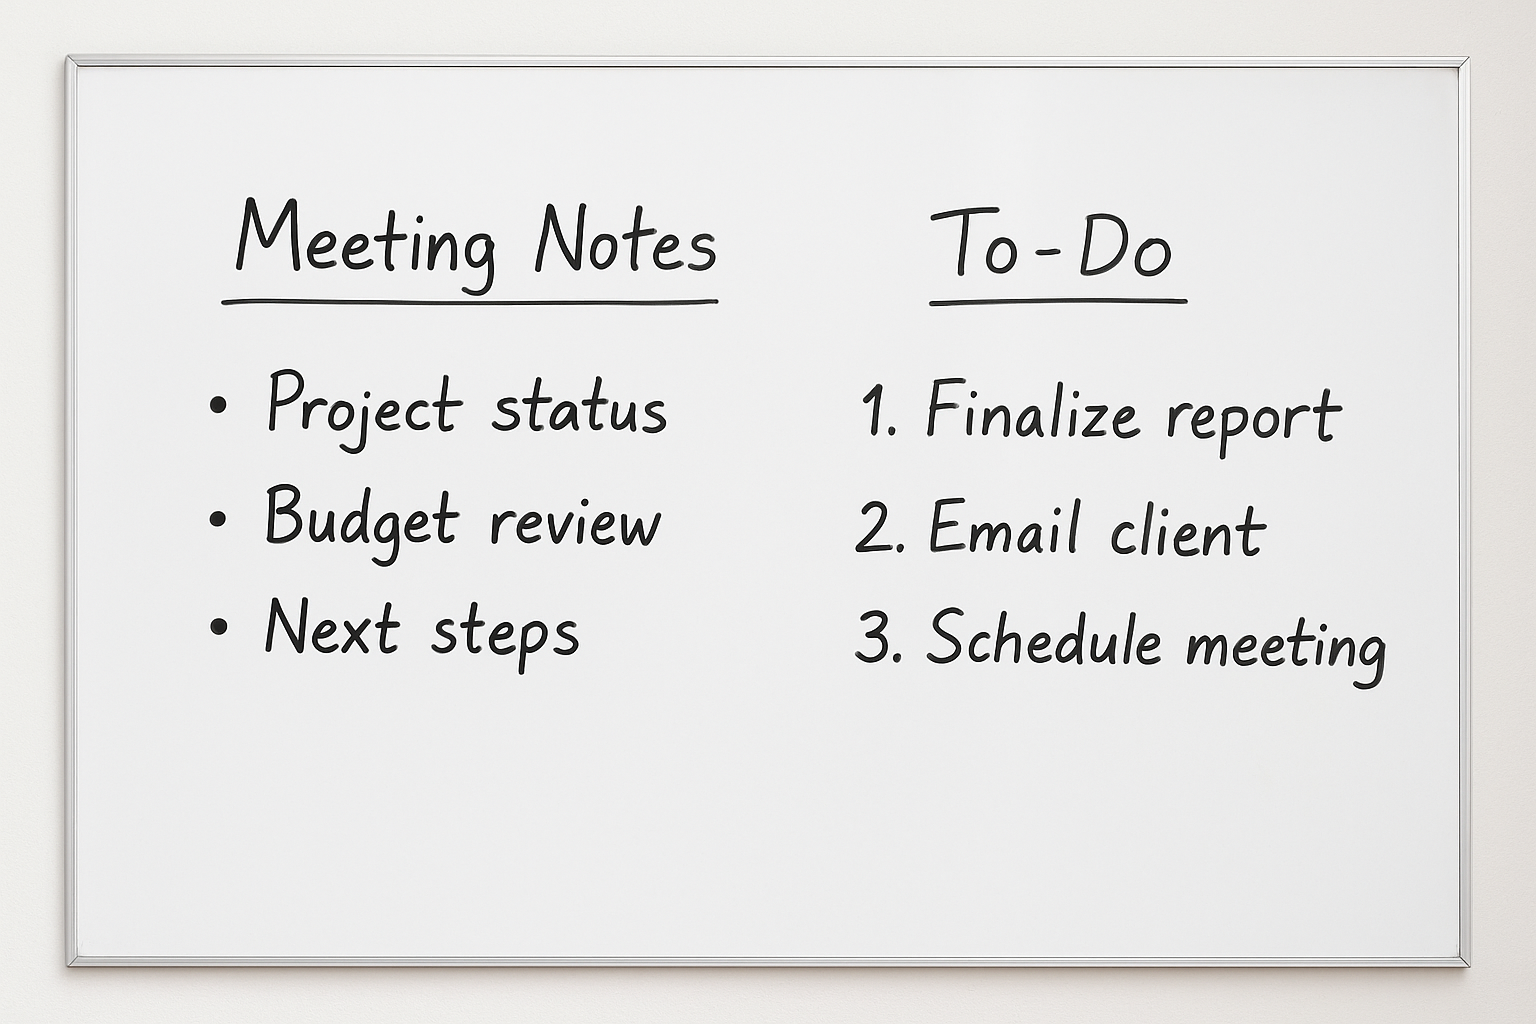 Meeting Notes
• Project status
• Budget review
• Next steps
To-Do
1. Finalize report
2. Email client
3. Schedule meeting